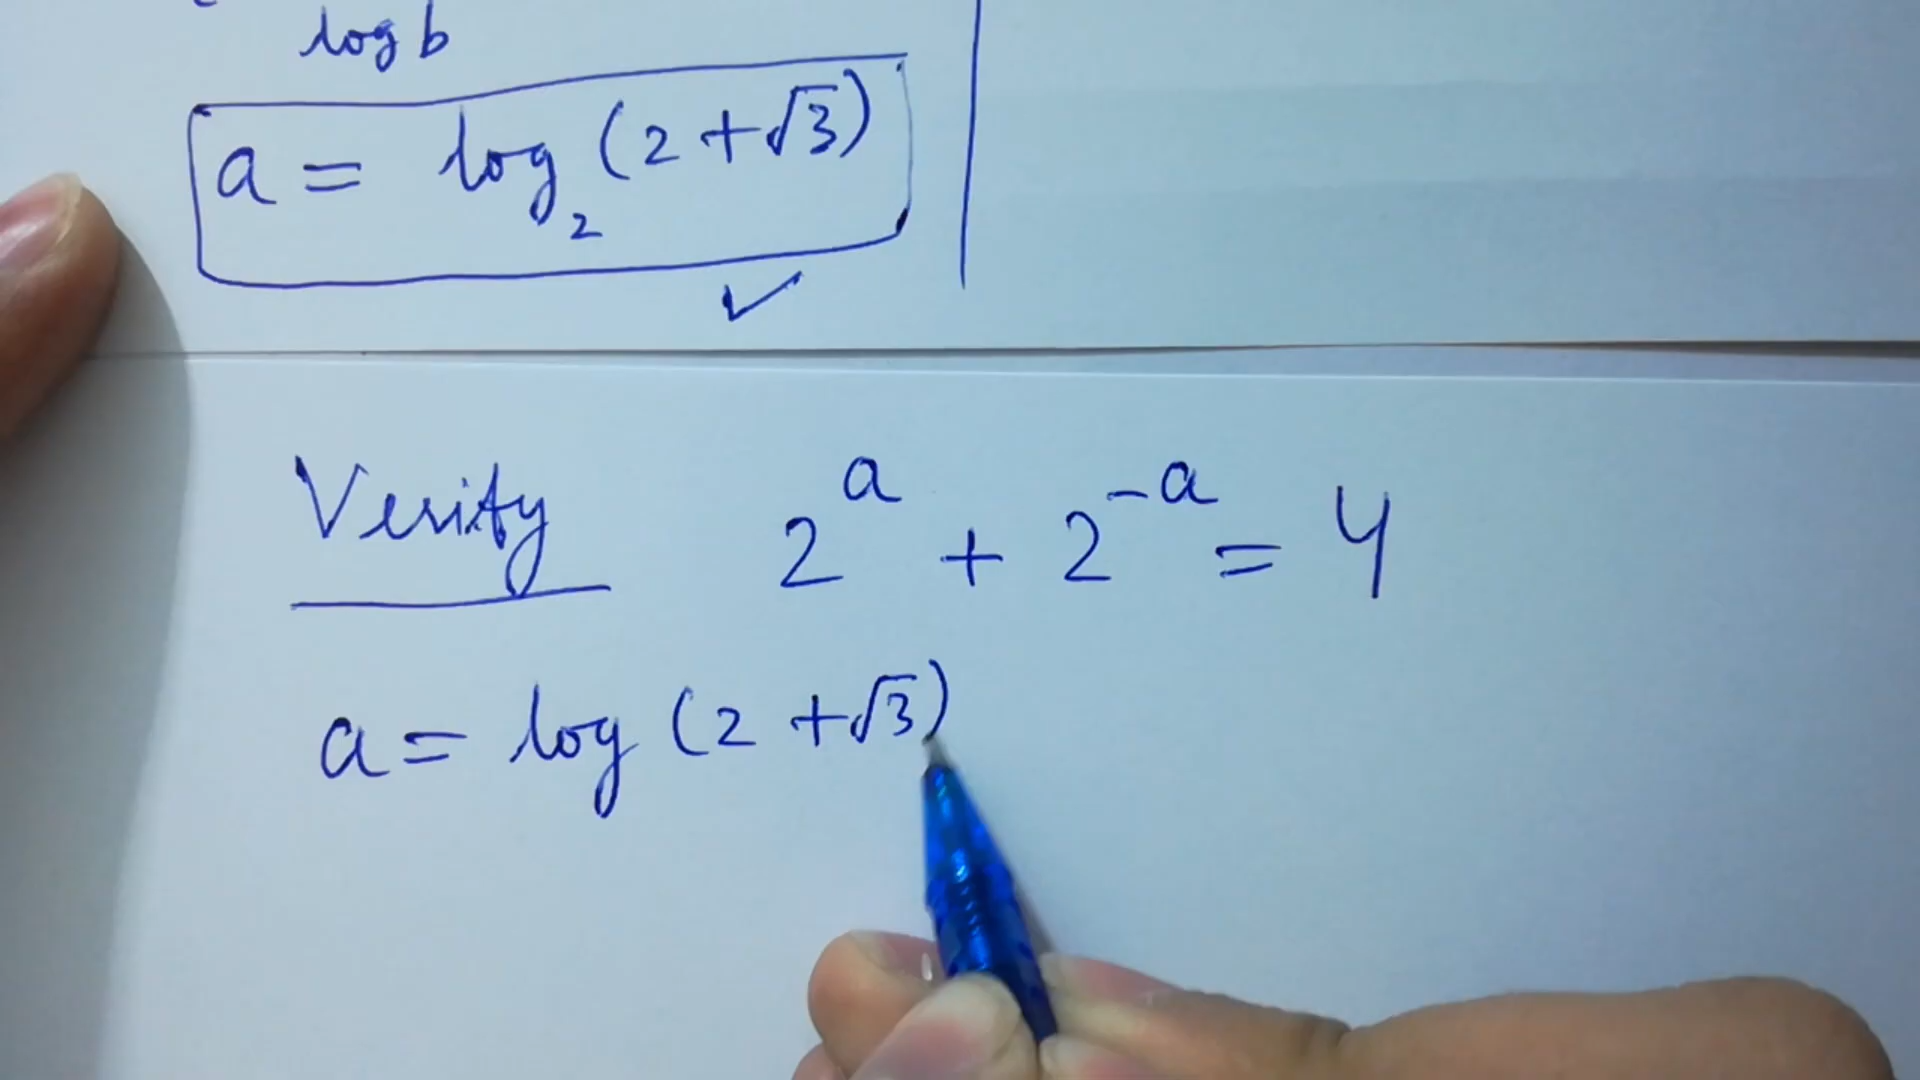 log b
a = log₂ (2 + √3)
✓
Verify 2^a + 2^-a = 4
a = log (2 + √3)